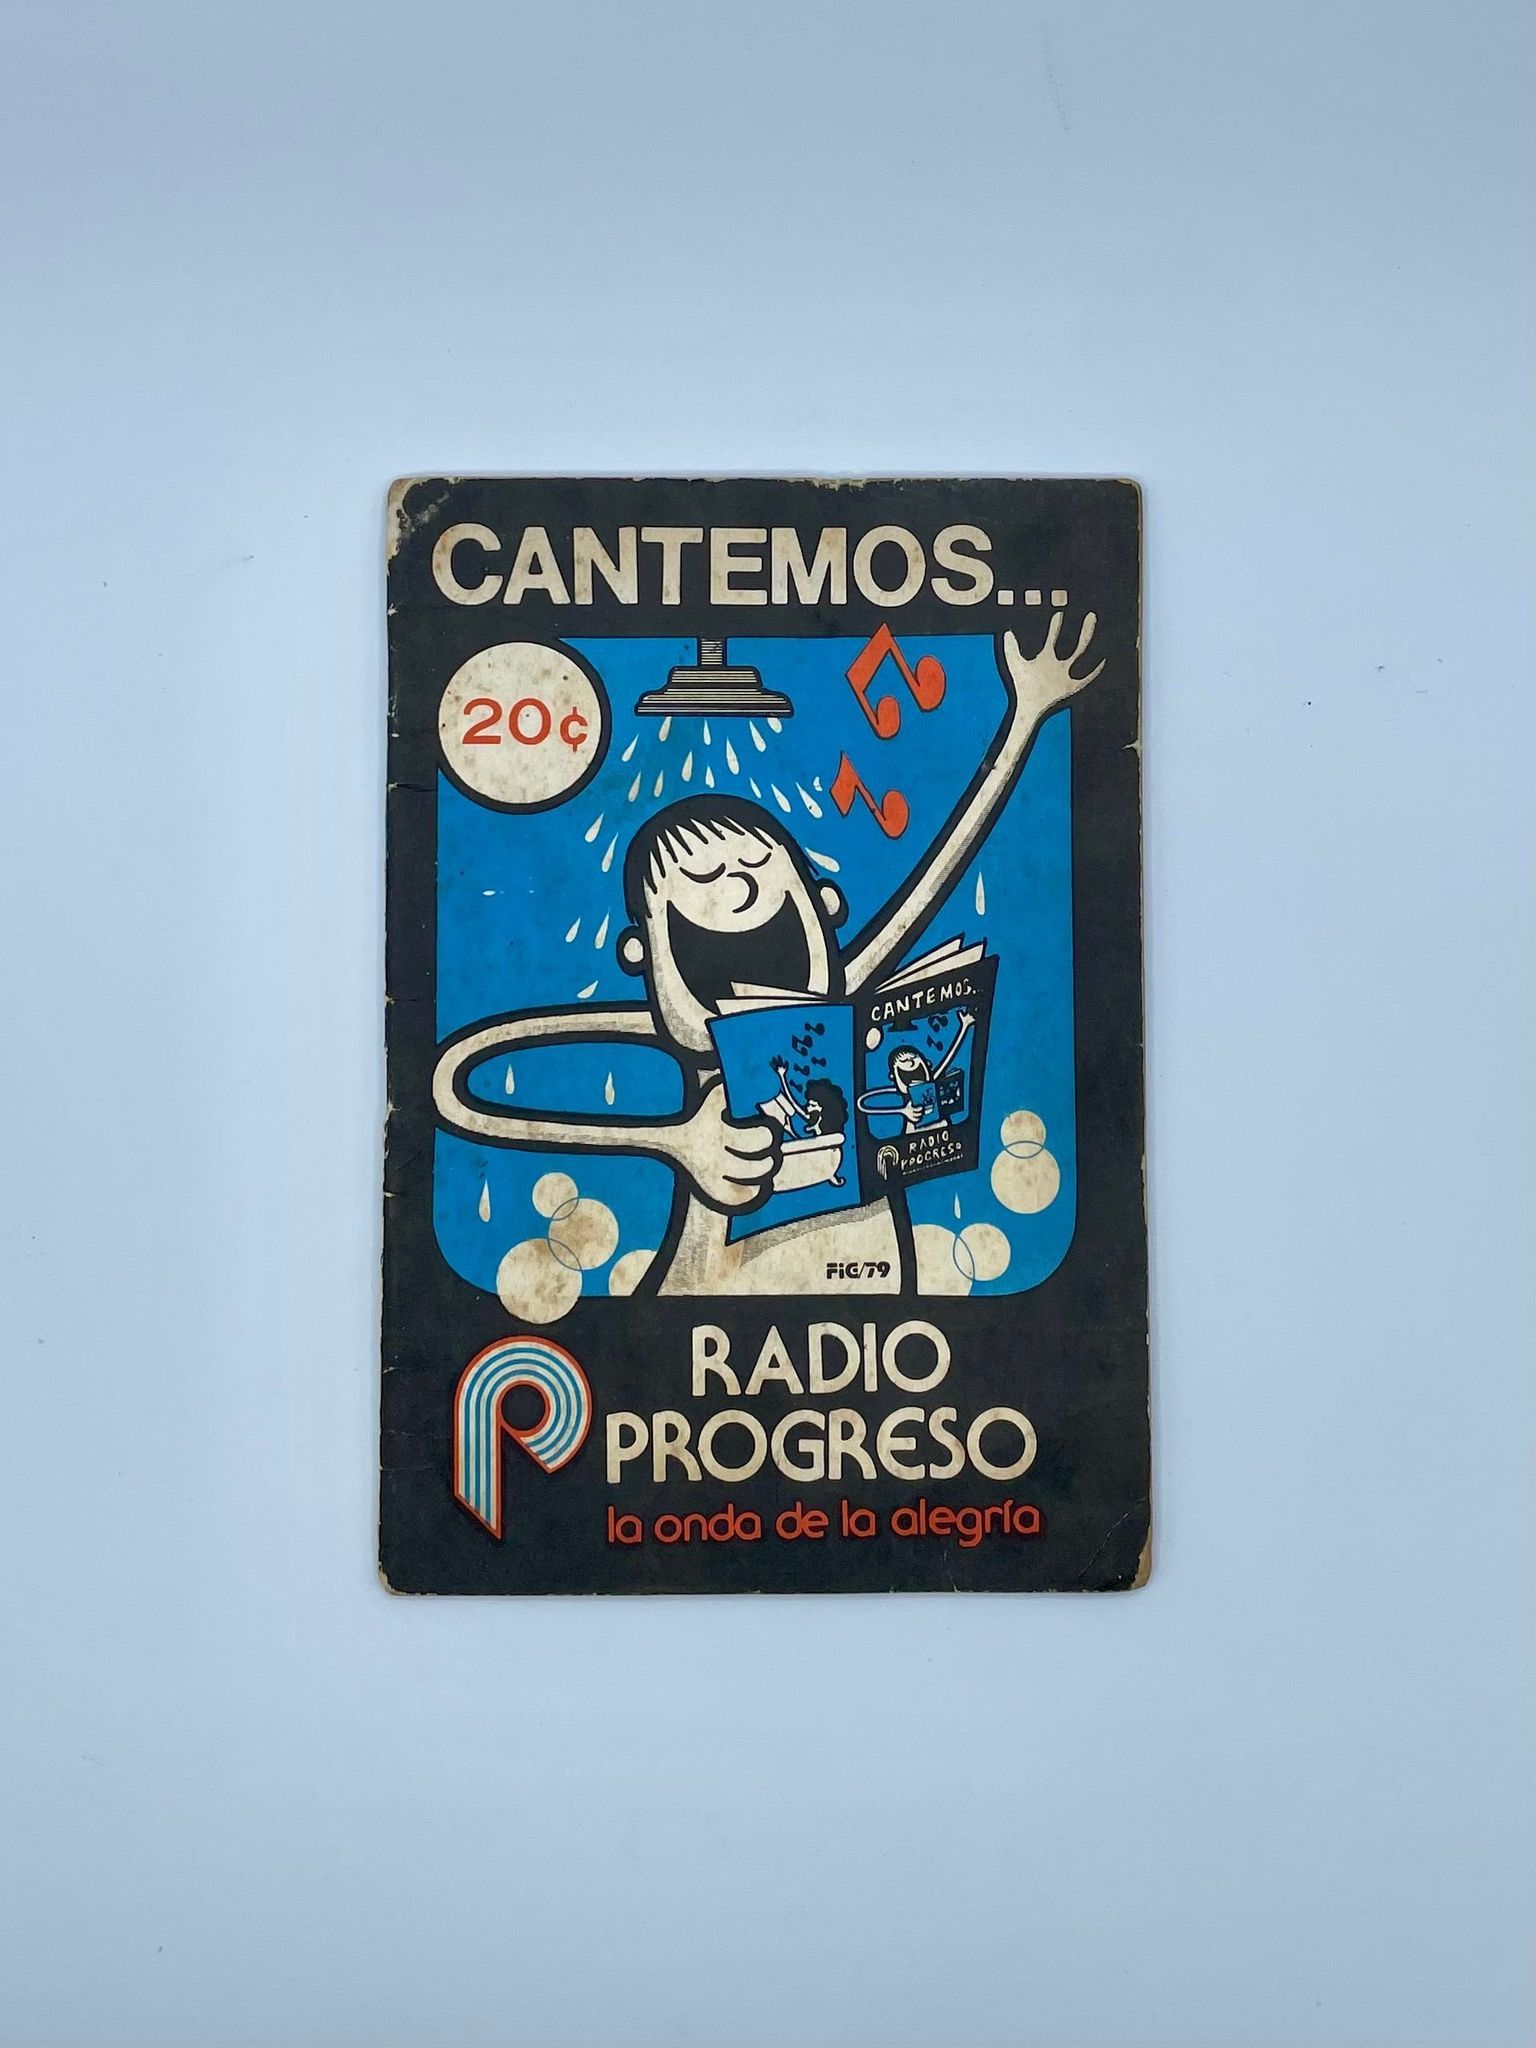 CANTEMOS...
20¢
CANTEMOS...
RADIO
PROGRESO
FIG/79
RADIO
PROGRESO
la onda de la alegría